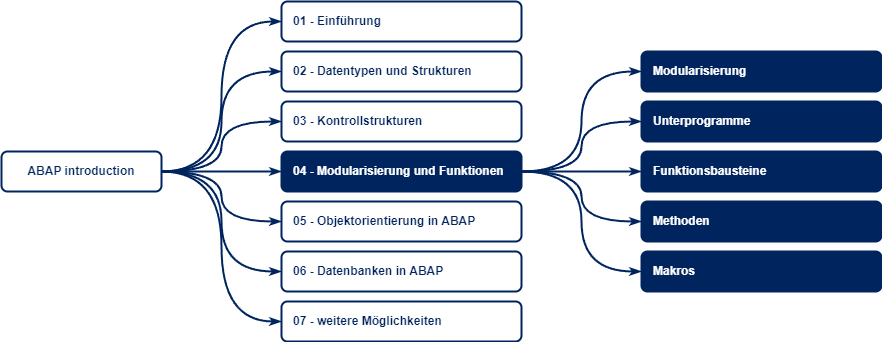 ABAP introduction
01 - Einführung
02 - Datentypen und Strukturen
03 - Kontrollstrukturen
04 - Modularisierung und Funktionen
05 - Objektorientierung in ABAP
06 - Datenbanken in ABAP
07 - weitere Möglichkeiten
Modularisierung
Unterprogramme
Funktionsbausteine
Methoden
Makros